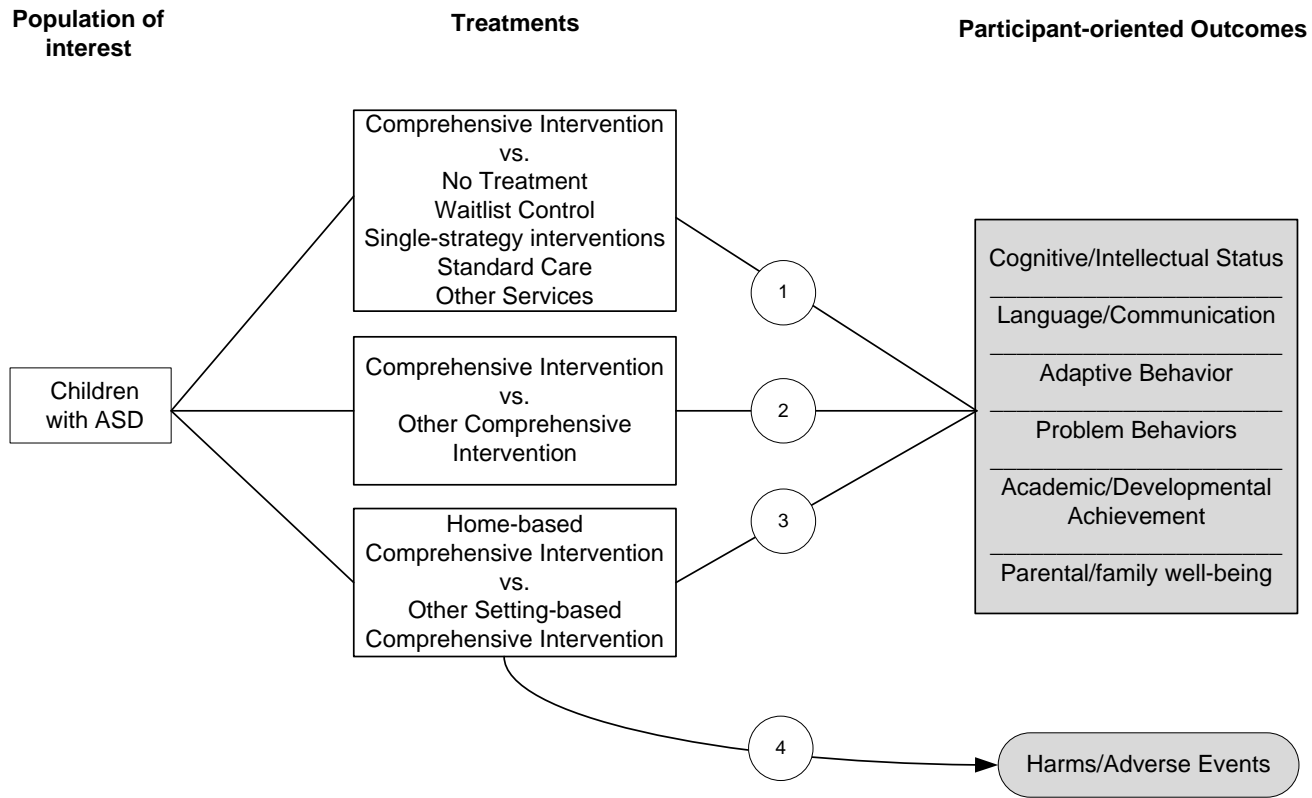 Population of
interest
Treatments
Participant-oriented Outcomes
Children
with ASD
Comprehensive Intervention
vs.
No Treatment
Waitlist Control
Single-strategy interventions
Standard Care
Other Services
Comprehensive Intervention
vs.
Other Comprehensive
Intervention
Home-based
Comprehensive Intervention
vs.
Other Setting-based
Comprehensive Intervention
1
2
3
4
Cognitive/Intellectual Status
Language/Communication
Adaptive Behavior
Problem Behaviors
Academic/Developmental
Achievement
Parental/family well-being
Harms/Adverse Events